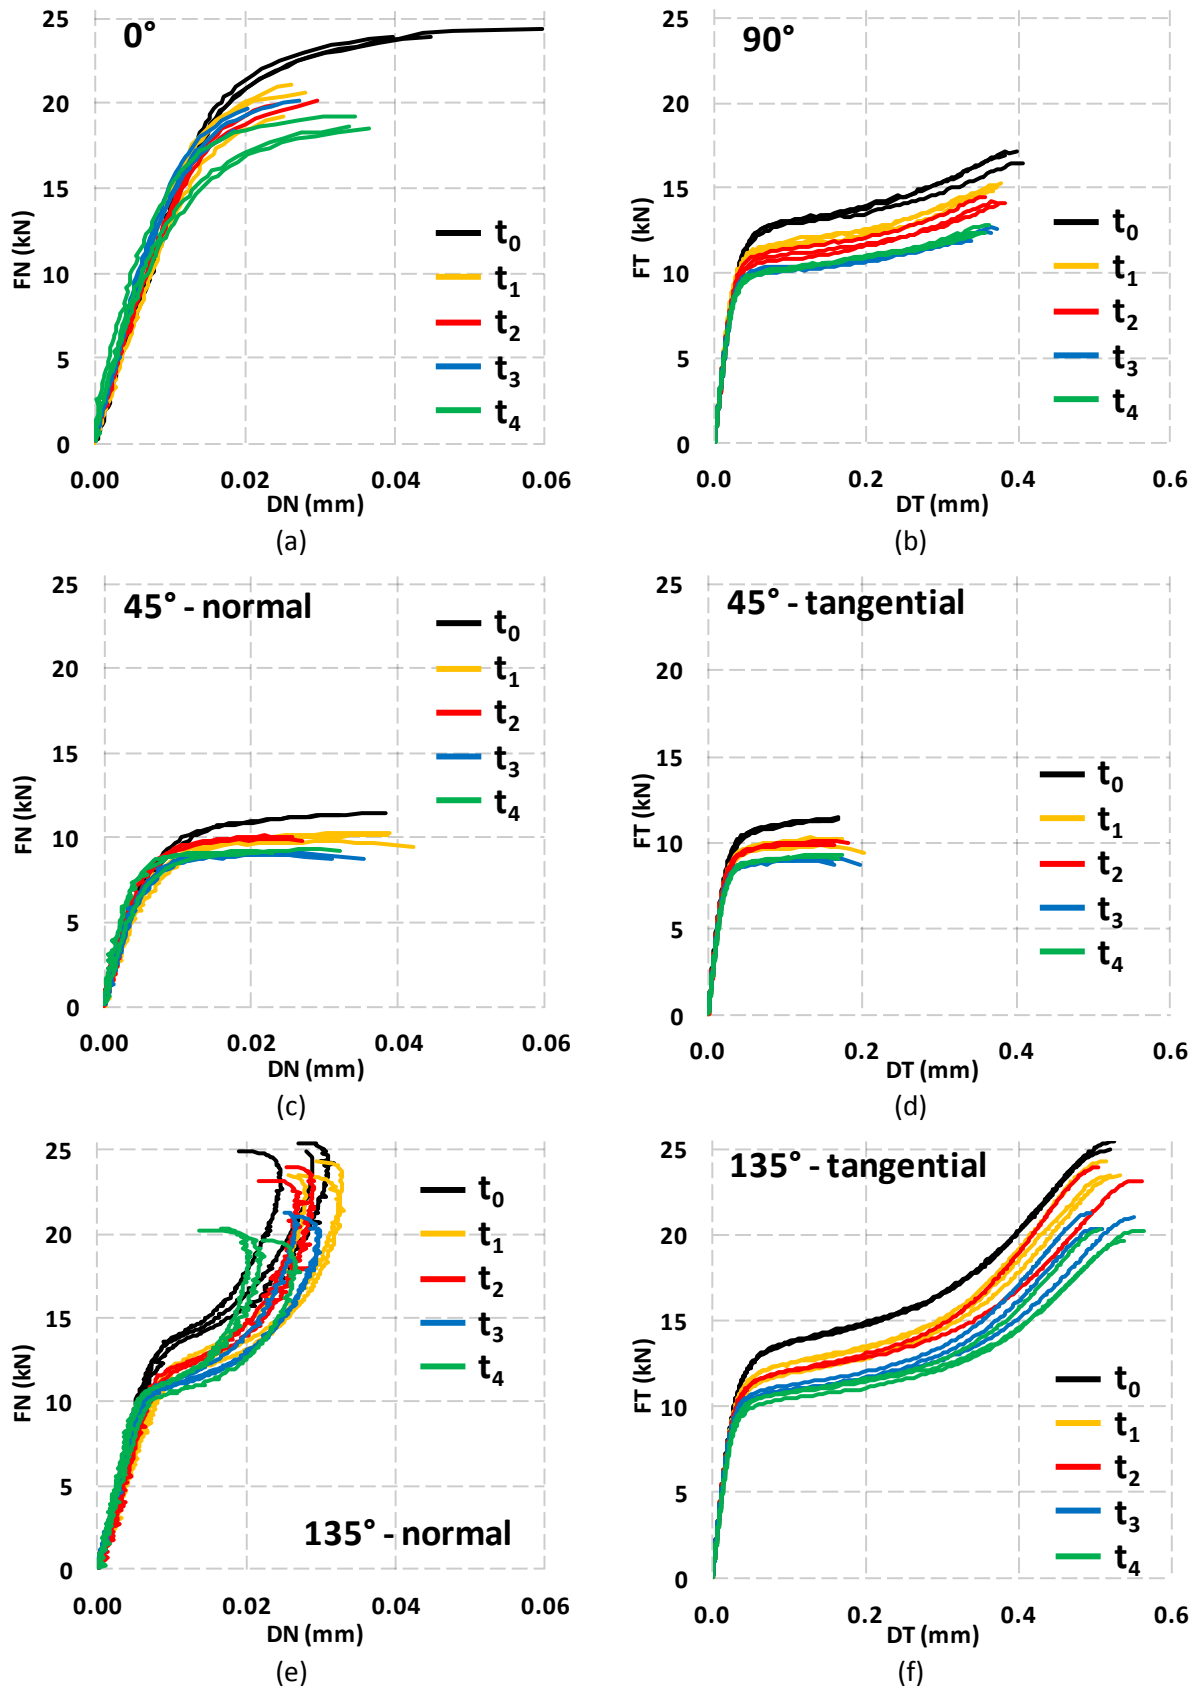 0°
FN (kN)
25
20
15
10
5
0
t0
t1
t2
t3
t4
0.00 0.02 0.04 0.06
DN (mm)
(a)
90°
FT (kN)
25
20
15
10
5
0
t0
t1
t2
t3
t4
0.0 0.2 0.4 0.6
DT (mm)
(b)
45° - normal
FN (kN)
25
20
15
10
5
0
t0
t1
t2
t3
t4
0.00 0.02 0.04 0.06
DN (mm)
(c)
45° - tangential
FT (kN)
25
20
15
10
5
0
t0
t1
t2
t3
t4
0.0 0.2 0.4 0.6
DT (mm)
(d)
FN (kN)
25
20
15
10
5
0
t0
t1
t2
t3
t4
135° - normal
0.00 0.02 0.04 0.06
DN (mm)
(e)
135° - tangential
FT (kN)
25
20
15
10
5
0
t0
t1
t2
t3
t4
0.0 0.2 0.4 0.6
DT (mm)
(f)